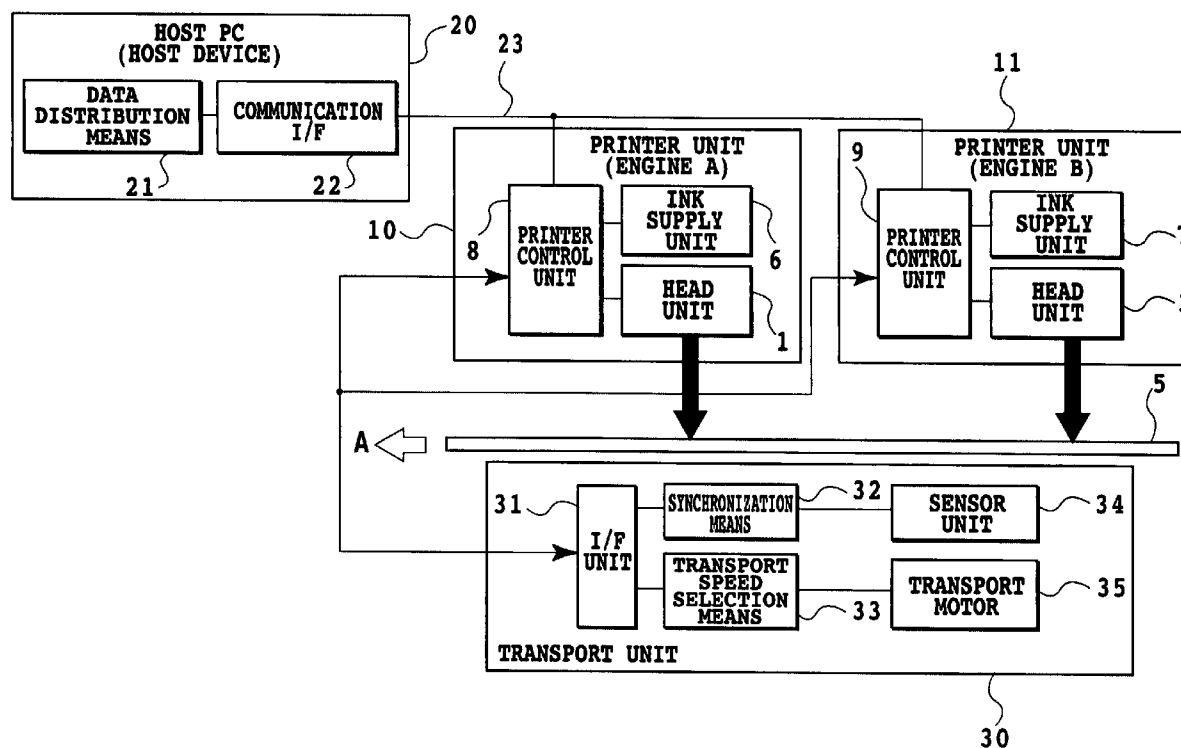 HOST PC
(HOST DEVICE)
20
DATA
DISTRIBUTION
MEANS
COMMUNICATION
I/F
21
22
23
11
PRINTER UNIT
(ENGINE A)
10
8
PRINTER
CONTROL
UNIT
INK
SUPPLY
UNIT
6
HEAD
UNIT
1
PRINTER UNIT
(ENGINE B)
9
PRINTER
CONTROL
UNIT
INK
SUPPLY
UNIT
HEAD
UNIT
5
A
31
I/F
UNIT
SYNCHRONIZATION
MEANS
32
SENSOR
UNIT
34
TRANSPORT
SPEED
SELECTION
MEANS
33
TRANSPORT
MOTOR
35
TRANSPORT UNIT
30